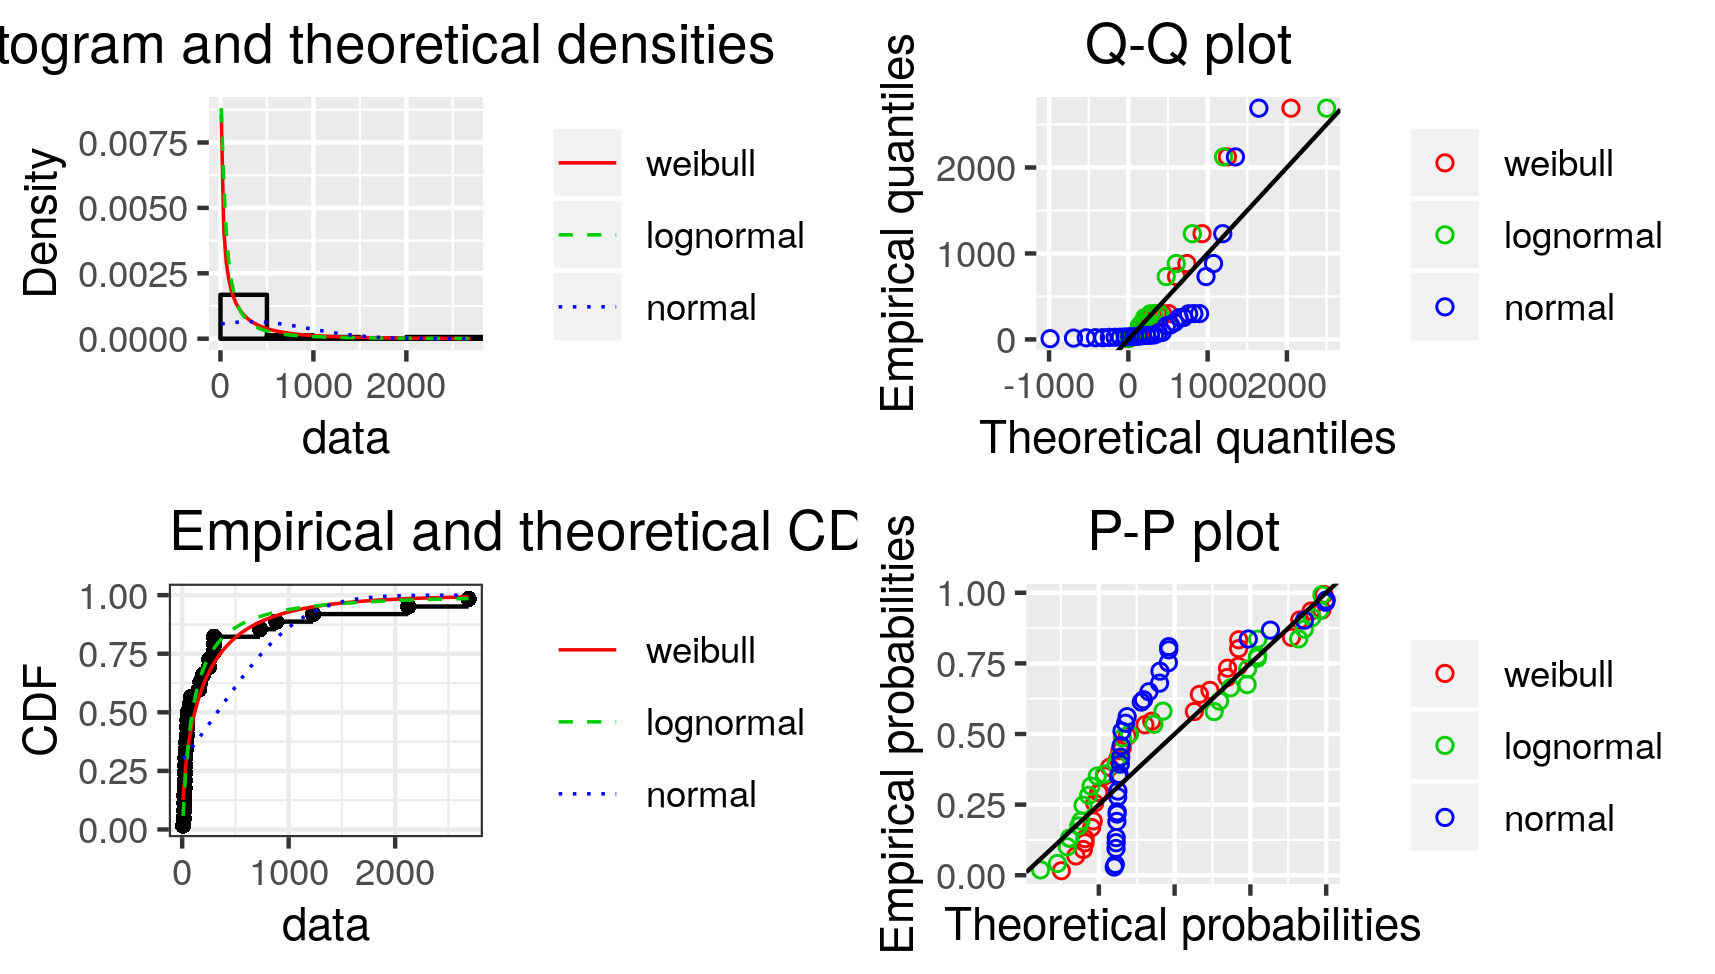 togram and theoretical densities
Density
0.0075
0.0050
0.0025
0.0000
0 1000 2000
data
weibull
lognormal
normal
Q-Q plot
Empirical quantiles
2000
1000
0
-1000 0 1000 2000
Theoretical quantiles
weibull
lognormal
normal
Empirical and theoretical CD
CDF
1.00
0.75
0.50
0.25
0.00
0 1000 2000
data
weibull
lognormal
normal
P-P plot
Empirical probabilities
1.00
0.75
0.50
0.25
0.00
Theoretical probabilities
weibull
lognormal
normal